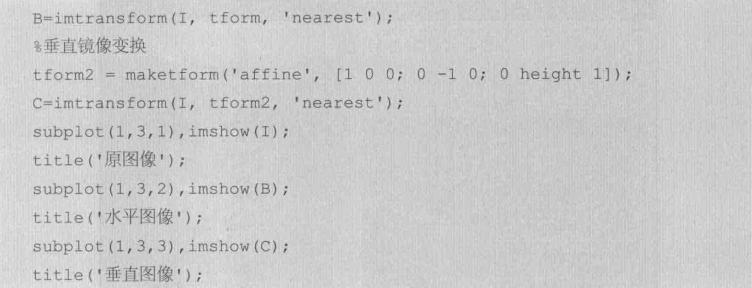 B=imtransform(I, tform, 'nearest');
%垂直镜像变换
tform2 = maketform('affine', [1 0 0; 0 -1 0; 0 height 1]);
C=imtransform(I, tform2, 'nearest');
subplot(1,3,1),imshow(I);
title('原图像');
subplot(1,3,2),imshow(B);
title('水平图像');
subplot(1,3,3),imshow(C);
title('垂直图像');